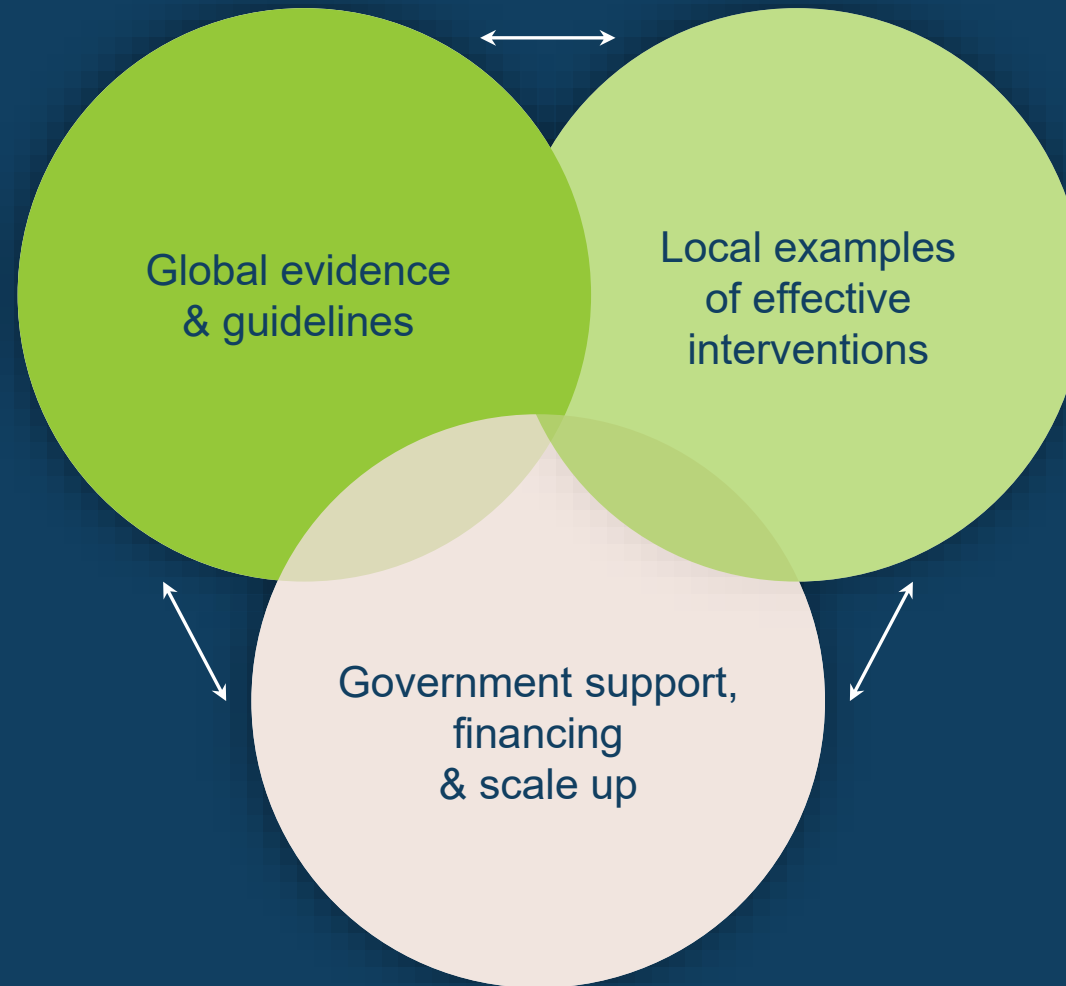 Global evidence
& guidelines
Local examples
of effective
interventions
Government support,
financing
& scale up